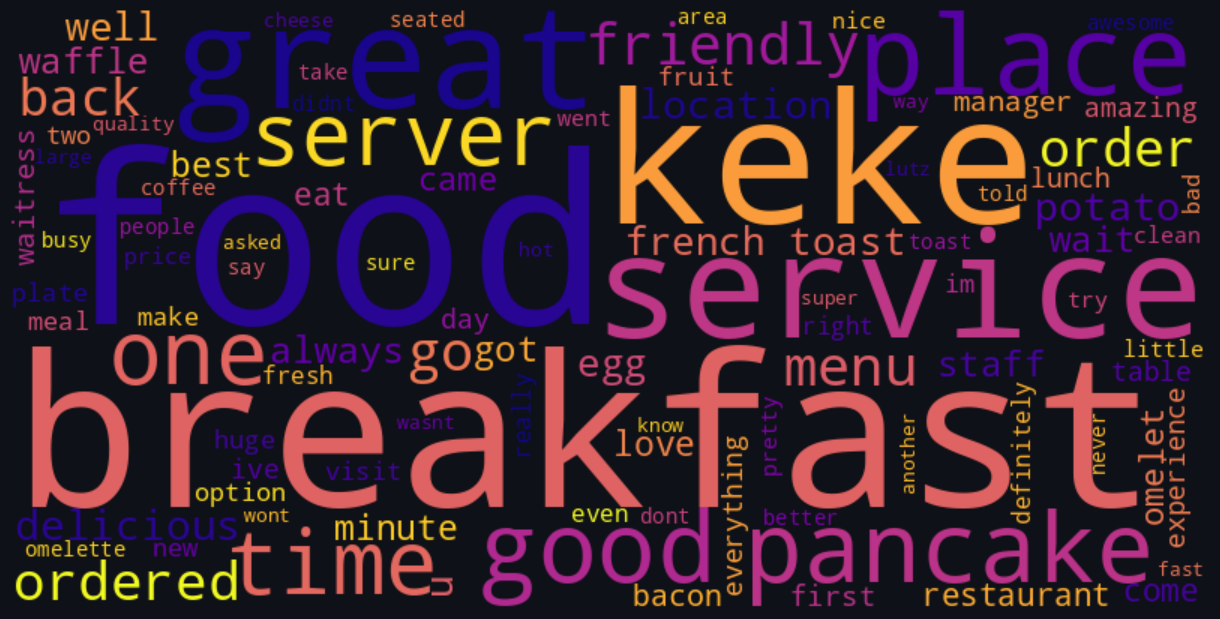 well
great
cheese
seated
friendly
area
nice
place
awesome
waffle
take
fruit
back
didnt
keke
location
way
manager
amazing
two
quality
server
went
order
waitress
large
best
food
came
lutz
told
lunch
bad
coffee
eat
potato
busy
people
asked
hot
french toast
toast
wait
clean
price
say
sure
service
plate
super
im
try
meal
make
day
right
one
always
go
got
egg
menu
staff
little
fresh
table
breakfast
really
wasnt
know
love
pretty
another
definitely
never
omelet
experience
huge
ive
visit
everything
option
delicious
wont
minute
even
dont
better
omelette
new
time
good
pancake
ordered
u
bacon
first
restaurant
fast
come